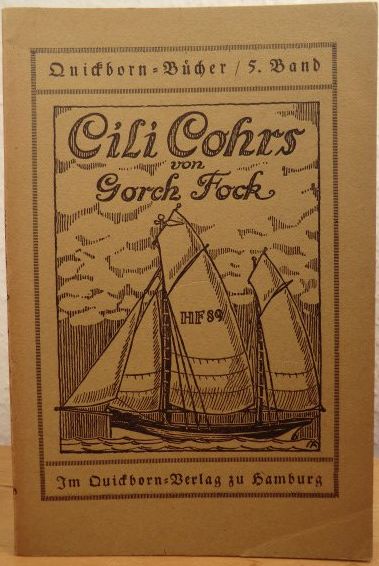 Quickborn=Bücher / 5. Band
Cili Cohrs
von
Gorch Fock
HF 89
Im Quickborn=Verlag zu Hamburg